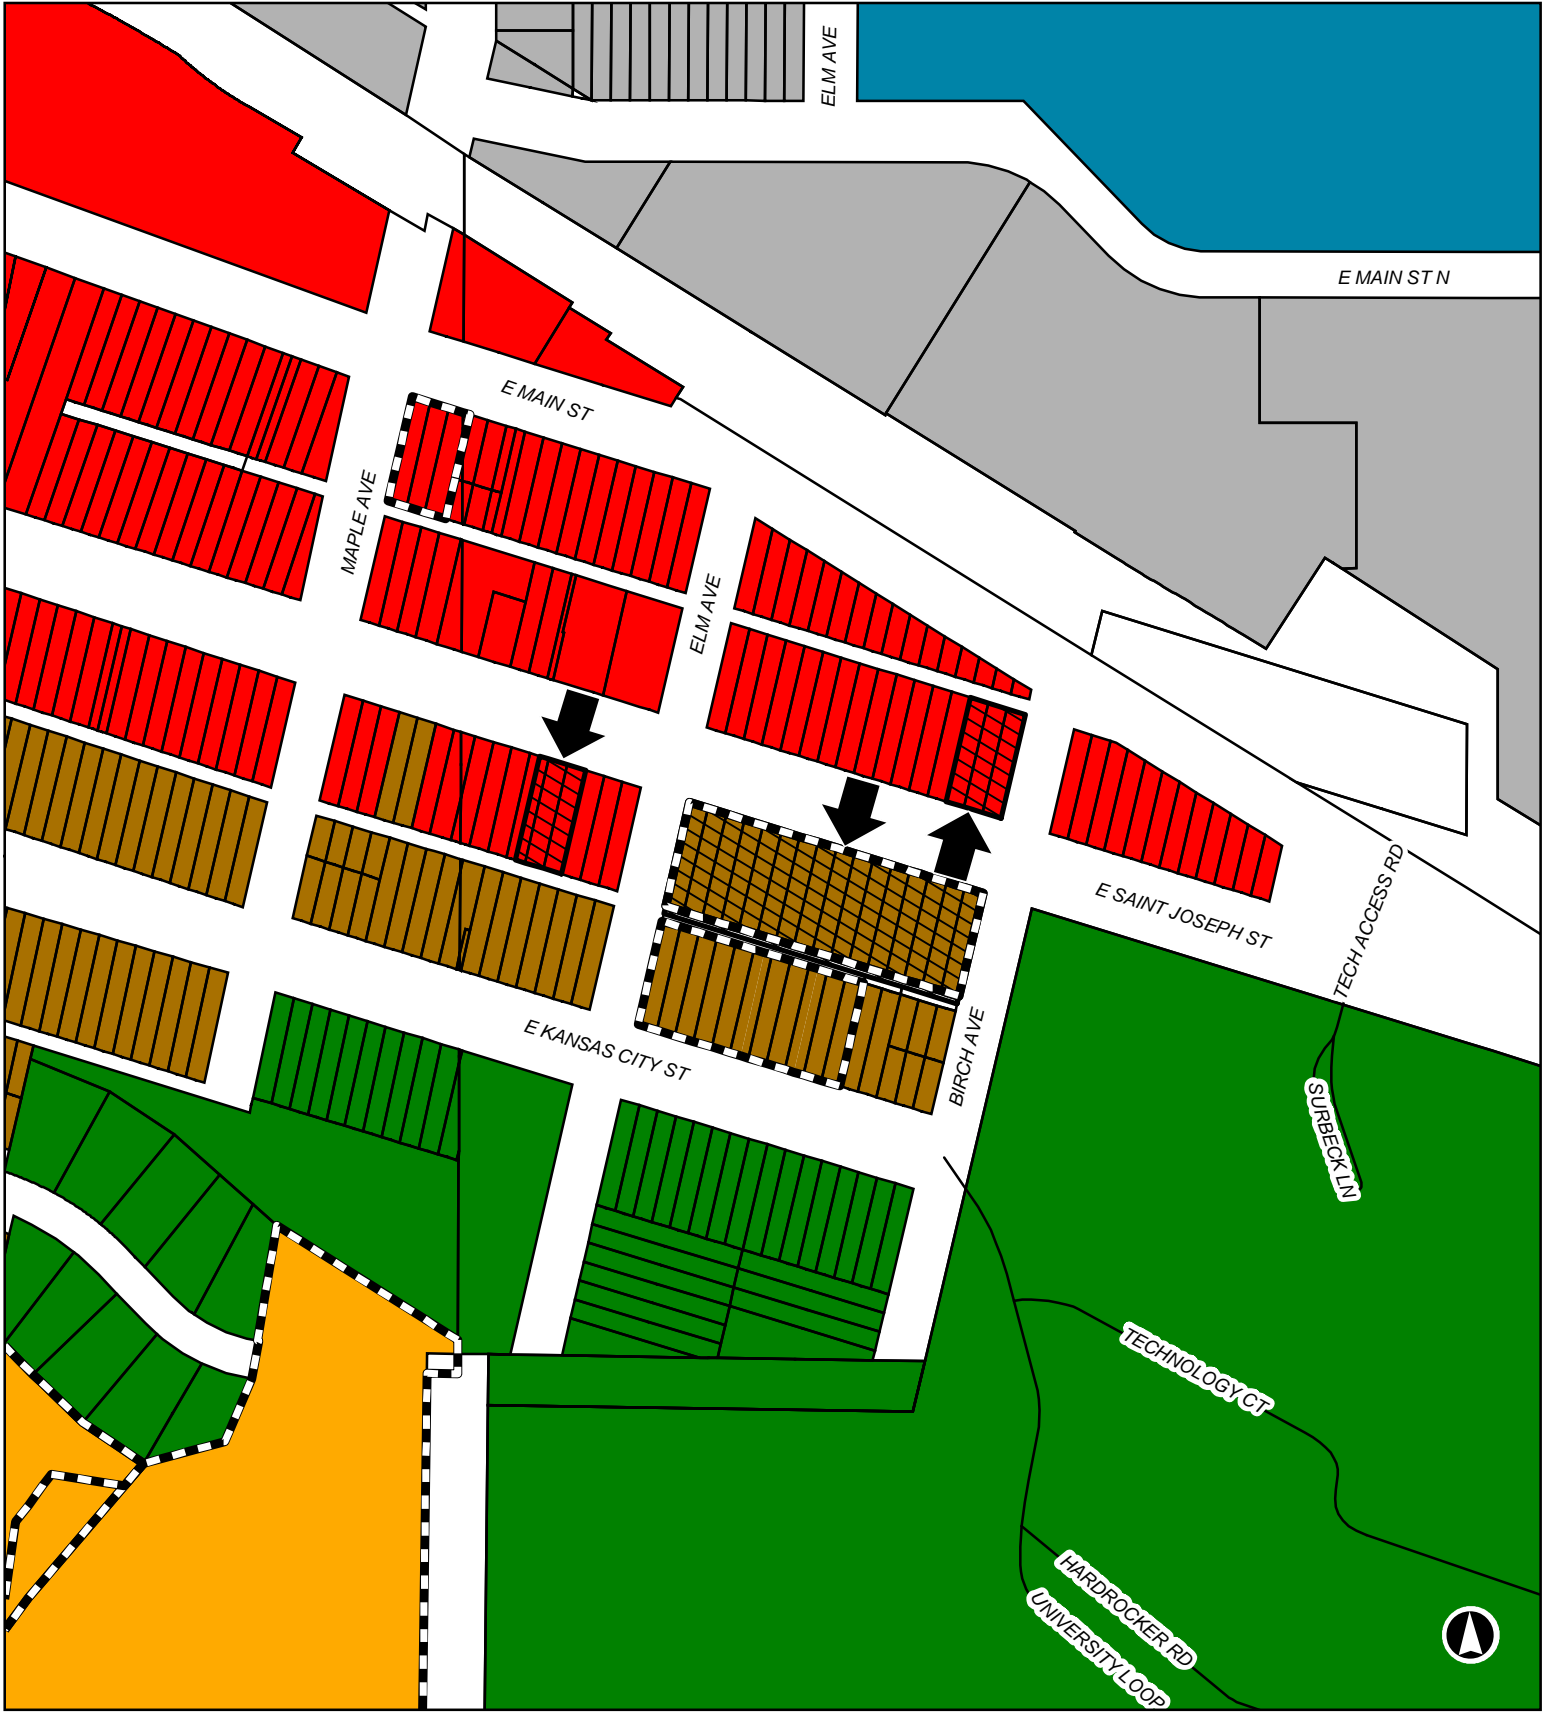 ELM AVE
E MAIN ST N
E MAIN ST
MAPLE AVE
ELM AVE
E SAINT JOSEPH ST
TECH ACCESS RD
E KANSAS CITY ST
BIRCH AVE
SURBECK LN
TECHNOLOGY CT
HARDROCKER RD
UNIVERSITY LOOP